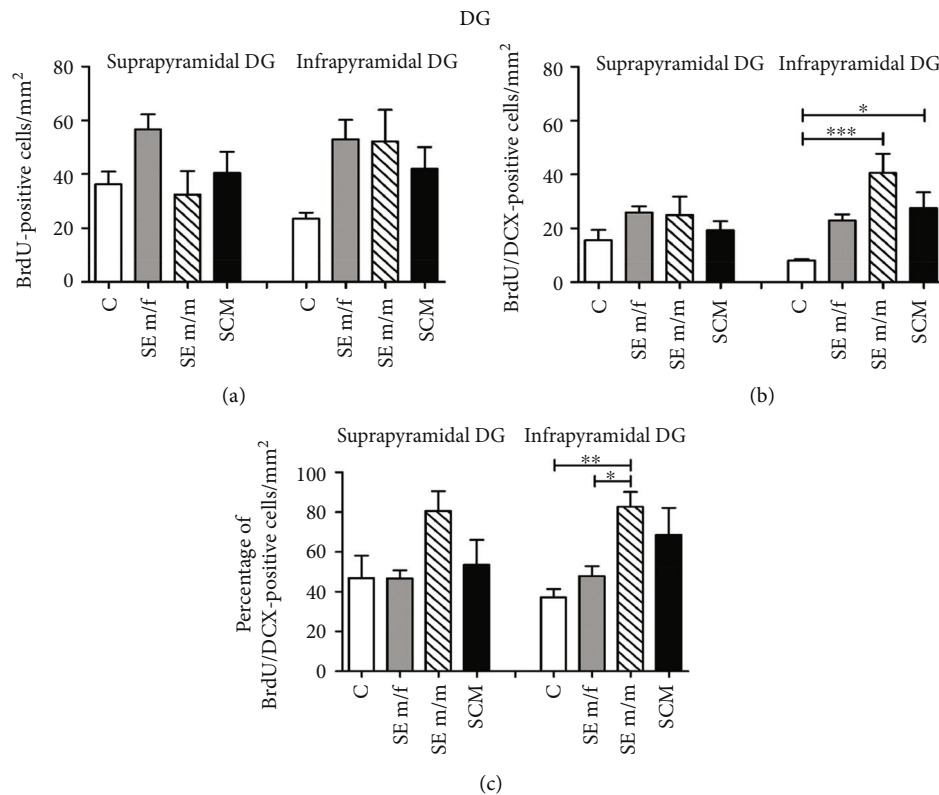 DG
Suprapyramidal DG Infrapyramidal DG
BrdU-positive cells/mm²
80
60
40
20
0
C
SE m/f
SE m/m
SCM
C
SE m/f
SE m/m
SCM
(a)
Suprapyramidal DG Infrapyramidal DG
BrdU/DCX-positive cells/mm²
80
60
40
20
0
*
***
C
SE m/f
SE m/m
SCM
C
SE m/f
SE m/m
SCM
(b)
Suprapyramidal DG Infrapyramidal DG
Percentage of
BrdU/DCX-positive cells/mm²
100
80
60
40
20
0
**
*
C
SE m/f
SE m/m
SCM
C
SE m/f
SE m/m
SCM
(c)